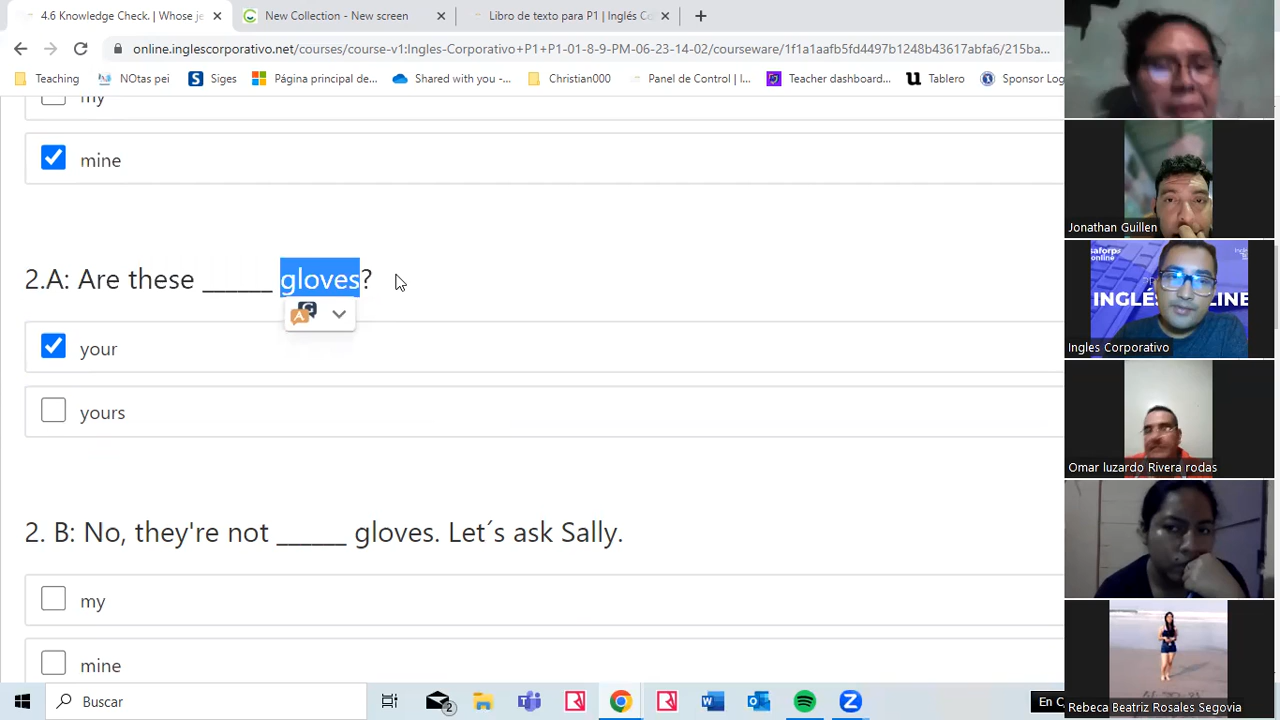 4.6 Knowledge Check. | Whose je
New Collection - New screen
Libro de texto para P1 | Inglés Co
online.inglescorporativo.net/courses/course-v1:Ingles-Corporativo+P1+P1-01-8-9-PM-06-23-14-02/courseware/1f1a1aafb5fd4497b1248b43617abfa6/215ba...
Teaching
NOtas pei
Siges
Página principal de...
Shared with you -...
Christian000
Panel de Control | I...
Teacher dashboard...
Tablero
Sponsor Log
my
mine
2.A: Are these ______ gloves?
your
yours
2. B: No, they're not ______ gloves. Let´s ask Sally.
my
mine
Buscar
Jonathan Guillen
INGLÉS
LINE
Ingles Corporativo
Omar luzardo Rivera rodas
Rebeca Beatriz Rosales Segovia